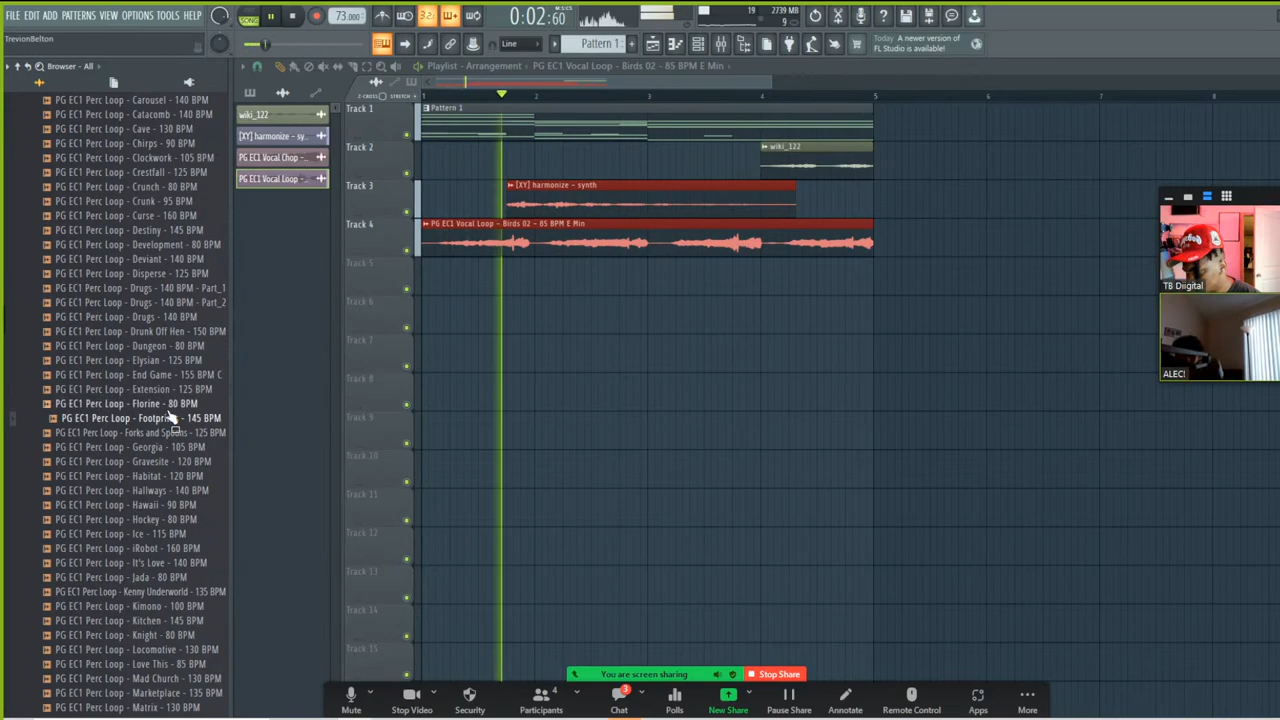 FILE EDIT ADD PATTERNS VIEW OPTIONS TOOLS HELP
SONG
73.000
3.2.
0:02:60
19
2739 MB
9
TrevionBelton
Line
Pattern 1
Today A newer version of
FL Studio is available!
Browser - All
Playlist - Arrangement › PG EC1 Vocal Loop - Birds 02 - 85 BPM E Min
Z-CROSS STRETCH
1 2 3 4 5 6 7 8
PG EC1 Perc Loop - Carousel - 140 BPM
PG EC1 Perc Loop - Catacomb - 140 BPM
PG EC1 Perc Loop - Cave - 130 BPM
PG EC1 Perc Loop - Chirps - 90 BPM
PG EC1 Perc Loop - Clockwork - 105 BPM
PG EC1 Perc Loop - Crestfall - 125 BPM
PG EC1 Perc Loop - Crunch - 80 BPM
PG EC1 Perc Loop - Crunk - 95 BPM
PG EC1 Perc Loop - Curse - 160 BPM
PG EC1 Perc Loop - Destiny - 145 BPM
PG EC1 Perc Loop - Development - 80 BPM
PG EC1 Perc Loop - Deviant - 140 BPM
PG EC1 Perc Loop - Disperse - 125 BPM
PG EC1 Perc Loop - Drugs - 140 BPM - Part_1
PG EC1 Perc Loop - Drugs - 140 BPM - Part_2
PG EC1 Perc Loop - Drugs - 140 BPM
PG EC1 Perc Loop - Drunk Off Hen - 150 BPM
PG EC1 Perc Loop - Dungeon - 80 BPM
PG EC1 Perc Loop - Elysian - 125 BPM
PG EC1 Perc Loop - End Game - 155 BPM C
PG EC1 Perc Loop - Extension - 125 BPM
PG EC1 Perc Loop - Florine - 80 BPM
PG EC1 Perc Loop - - 145 BPM
PG EC1 Perc Loop - Forks and Spoons - 125 BPM
PG EC1 Perc Loop - Georgia - 105 BPM
PG EC1 Perc Loop - Gravesite - 120 BPM
PG EC1 Perc Loop - Habitat - 120 BPM
PG EC1 Perc Loop - Hallways - 140 BPM
PG EC1 Perc Loop - Hawaii - 90 BPM
PG EC1 Perc Loop - Hockey - 80 BPM
PG EC1 Perc Loop - Ice - 115 BPM
PG EC1 Perc Loop - iRobot - 160 BPM
PG EC1 Perc Loop - It's Love - 140 BPM
PG EC1 Perc Loop - Jada - 80 BPM
PG EC1 Perc Loop - Kenny Underworld - 135 BPM
PG EC1 Perc Loop - Kimono - 100 BPM
PG EC1 Perc Loop - Kitchen - 145 BPM
PG EC1 Perc Loop - Knight - 80 BPM
PG EC1 Perc Loop - Locomotive - 130 BPM
PG EC1 Perc Loop - Love This - 85 BPM
PG EC1 Perc Loop - Mad Church - 130 BPM
PG EC1 Perc Loop - Marketplace - 135 BPM
PG EC1 Perc Loop - Matrix - 130 BPM
wiki_122
[XY] harmonize - sy..
PG EC1 Vocal Chop -..
PG EC1 Vocal Loop -..
Track 1
Pattern 1
Track 2
wiki_122
Track 3
[XY] harmonize - synth
Track 4
PG EC1 Vocal Loop - Birds 02 - 85 BPM E Min
Track 5
Track 6
Track 7
Track 8
Track 9
Track 10
Track 11
Track 12
Track 13
Track 14
Track 15
TB Diigital
ALEC!
You are screen sharing
Stop Share
Mute
Stop Video
Security
4
Participants
3
Chat
Polls
New Share
Pause Share
Annotate
Remote Control
Apps
More